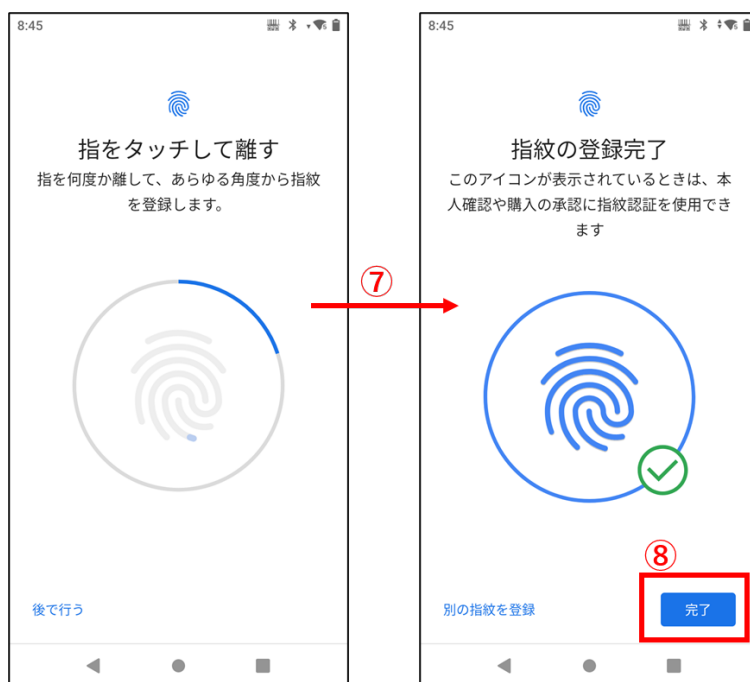 8:45
指をタッチして離す
指を何度か離して、あらゆる角度から指紋
を登録します。
後で行う
⑦
8:45
指紋の登録完了
このアイコンが表示されているときは、本
人確認や購入の承認に指紋認証を使用でき
ます
⑧
別の指紋を登録
完了